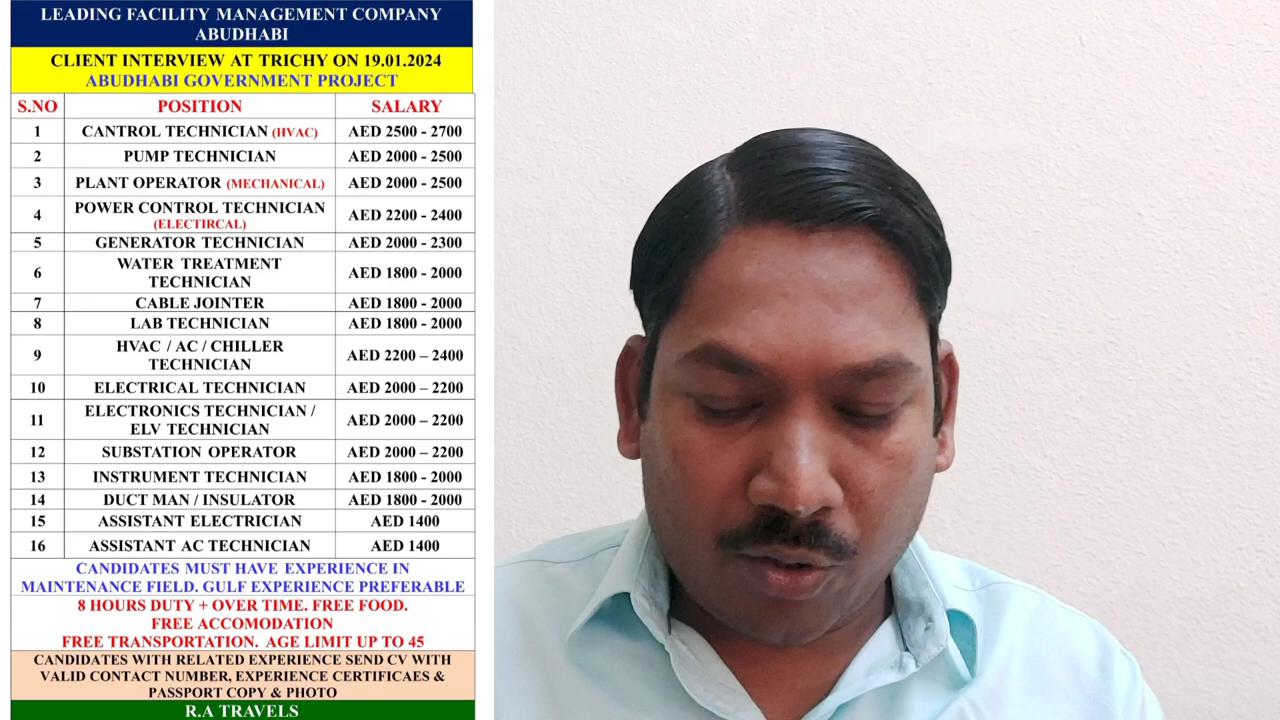 LEADING FACILITY MANAGEMENT COMPANY
ABUDHABI
CLIENT INTERVIEW AT TRICHY ON 19.01.2024
ABUDHABI GOVERNMENT PROJECT
S.NO POSITION SALARY
1 CANTROL TECHNICIAN (HVAC) AED 2500 - 2700
2 PUMP TECHNICIAN AED 2000 - 2500
3 PLANT OPERATOR (MECHANICAL) AED 2000 - 2500
4 POWER CONTROL TECHNICIAN (ELECTIRCAL) AED 2200 - 2400
5 GENERATOR TECHNICIAN AED 2000 - 2300
6 WATER TREATMENT TECHNICIAN AED 1800 - 2000
7 CABLE JOINTER AED 1800 - 2000
8 LAB TECHNICIAN AED 1800 - 2000
9 HVAC / AC / CHILLER TECHNICIAN AED 2200 – 2400
10 ELECTRICAL TECHNICIAN AED 2000 – 2200
11 ELECTRONICS TECHNICIAN / ELV TECHNICIAN AED 2000 – 2200
12 SUBSTATION OPERATOR AED 2000 – 2200
13 INSTRUMENT TECHNICIAN AED 1800 - 2000
14 DUCT MAN / INSULATOR AED 1800 - 2000
15 ASSISTANT ELECTRICIAN AED 1400
16 ASSISTANT AC TECHNICIAN AED 1400
CANDIDATES MUST HAVE EXPERIENCE IN
MAINTENANCE FIELD. GULF EXPERIENCE PREFERABLE
8 HOURS DUTY + OVER TIME. FREE FOOD.
FREE ACCOMODATION
FREE TRANSPORTATION. AGE LIMIT UP TO 45
CANDIDATES WITH RELATED EXPERIENCE SEND CV WITH
VALID CONTACT NUMBER, EXPERIENCE CERTIFICAES &
PASSPORT COPY & PHOTO
R.A TRAVELS